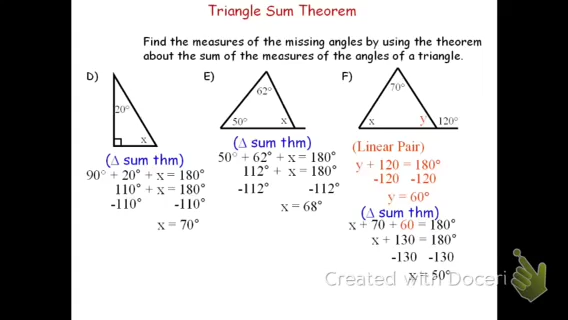 Triangle Sum Theorem
Find the measures of the missing angles by using the theorem
about the sum of the measures of the angles of a triangle.
D)
20°
x
(Δ sum thm)
90° + 20° + x = 180°
110° + x = 180°
-110° -110°
x = 70°
E)
62°
50°
x
(Δ sum thm)
50° + 62° + x = 180°
112° + x = 180°
-112° -112°
x = 68°
F)
70°
x
y
120°
(Linear Pair)
y + 120 = 180°
-120 -120
y = 60°
(Δ sum thm)
x + 70 + 60 = 180°
x + 130 = 180°
-130 -130
x = 50°
Created with Doceri